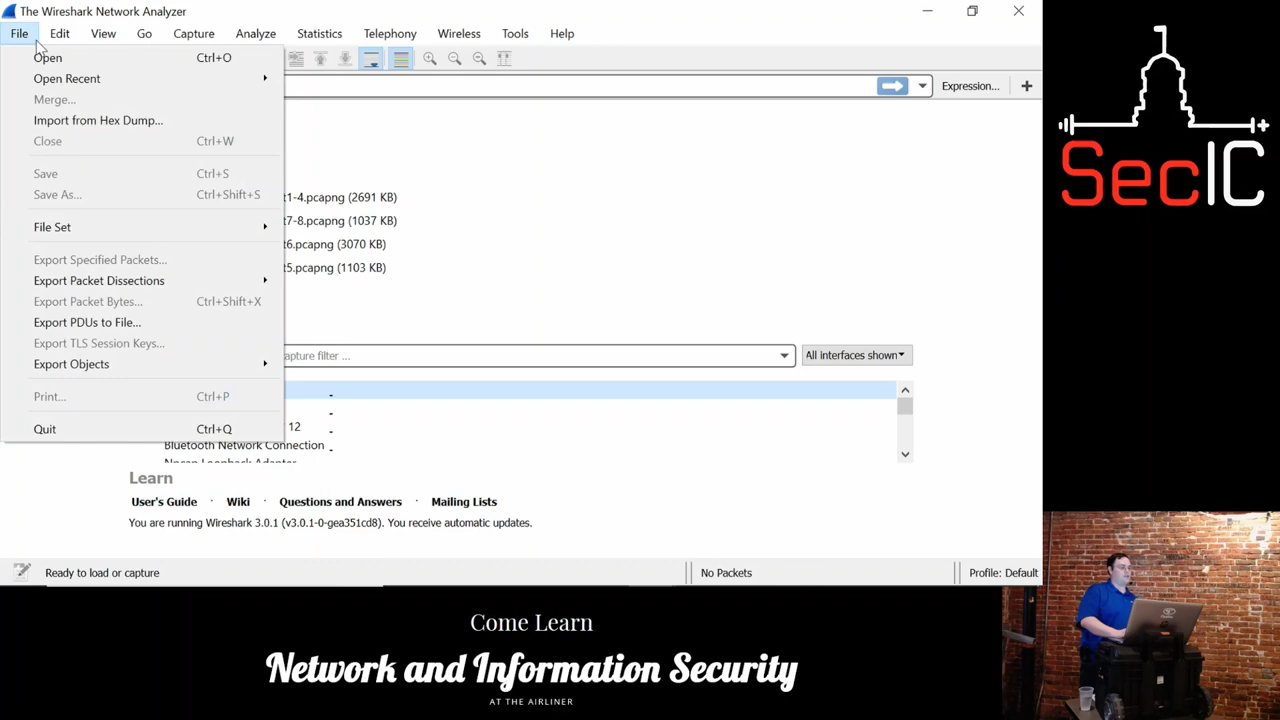 The Wireshark Network Analyzer
File Edit View Go Capture Analyze Statistics Telephony Wireless Tools Help
Open Ctrl+O
Open Recent
Merge...
Import from Hex Dump...
Close Ctrl+W
Save Ctrl+S
Save As... Ctrl+Shift+S
File Set
Export Specified Packets...
Export Packet Dissections
Export Packet Bytes... Ctrl+Shift+X
Export PDUs to File...
Export TLS Session Keys...
Export Objects
Print... Ctrl+P
Quit Ctrl+Q
Expression... +
t1-4.pcapng (2691 KB)
t7-8.pcapng (1037 KB)
t6.pcapng (3070 KB)
t5.pcapng (1103 KB)
capture filter ...
All interfaces shown
12
Bluetooth Network Connection
Npcap Loopback Adapter
Learn
User's Guide · Wiki · Questions and Answers · Mailing Lists
You are running Wireshark 3.0.1 (v3.0.1-0-gea351cd8). You receive automatic updates.
Ready to load or capture
No Packets
Profile: Default
SecIC
Come Learn
Network and Information Security
AT THE AIRLINER